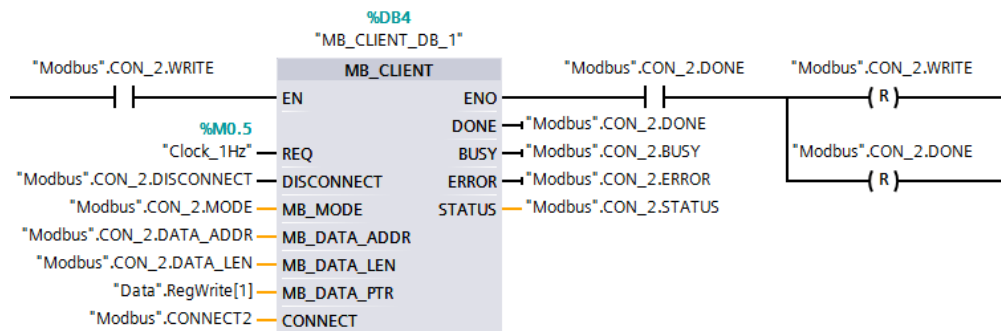 %DB4
"MB_CLIENT_DB_1"
"Modbus".CON_2.WRITE
MB_CLIENT
"Modbus".CON_2.DONE
"Modbus".CON_2.WRITE
EN
ENO
( R )
%M0.5
DONE
"Modbus".CON_2.DONE
"Clock_1Hz"
REQ
BUSY
"Modbus".CON_2.BUSY
"Modbus".CON_2.DONE
"Modbus".CON_2.DISCONNECT
DISCONNECT
ERROR
"Modbus".CON_2.ERROR
( R )
"Modbus".CON_2.MODE
MB_MODE
STATUS
"Modbus".CON_2.STATUS
"Modbus".CON_2.DATA_ADDR
MB_DATA_ADDR
"Modbus".CON_2.DATA_LEN
MB_DATA_LEN
"Data".RegWrite[1]
MB_DATA_PTR
"Modbus".CONNECT2
CONNECT